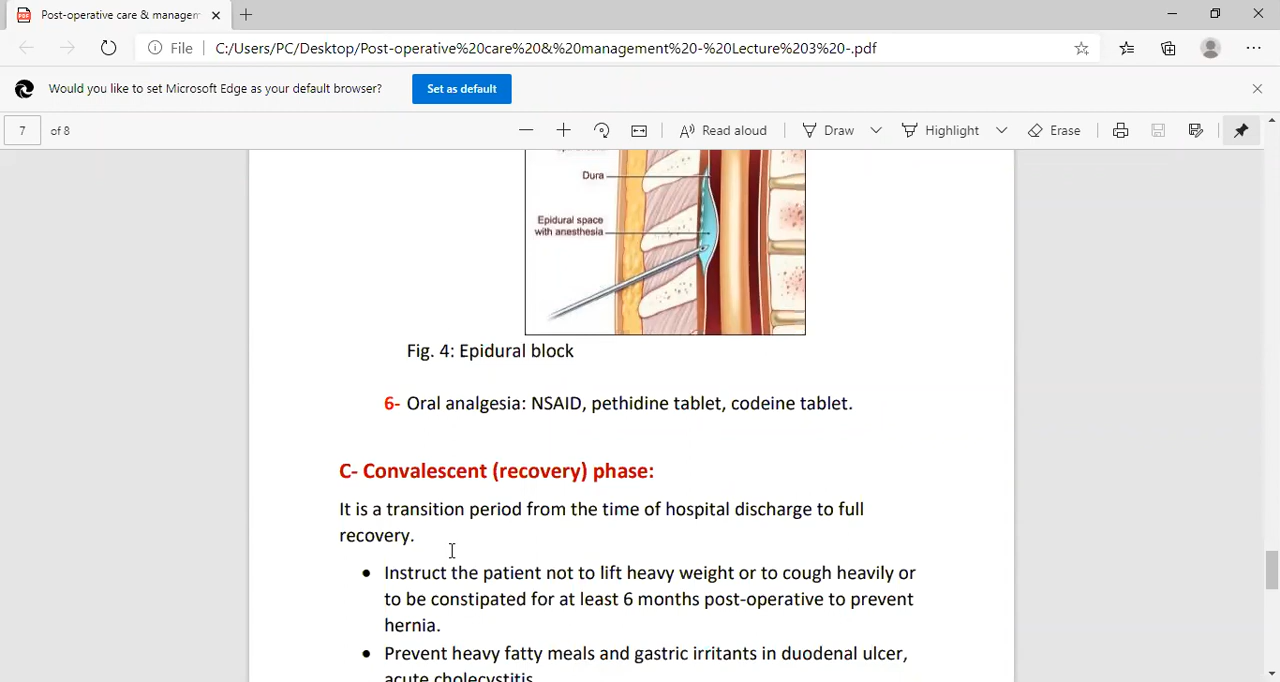 Post-operative care & managem
File
C:/Users/PC/Desktop/Post-operative%20care%20&%20management%20-%20Lecture%203%20-.pdf
Would you like to set Microsoft Edge as your default browser?
Set as default
7 of 8
Read aloud
Draw
Highlight
Erase
Dura
Epidural space
with anesthesia
Fig. 4: Epidural block
6- Oral analgesia: NSAID, pethidine tablet, codeine tablet.
C- Convalescent (recovery) phase:
It is a transition period from the time of hospital discharge to full
recovery.
• Instruct the patient not to lift heavy weight or to cough heavily or
to be constipated for at least 6 months post-operative to prevent
hernia.
• Prevent heavy fatty meals and gastric irritants in duodenal ulcer,
acute cholecystitis